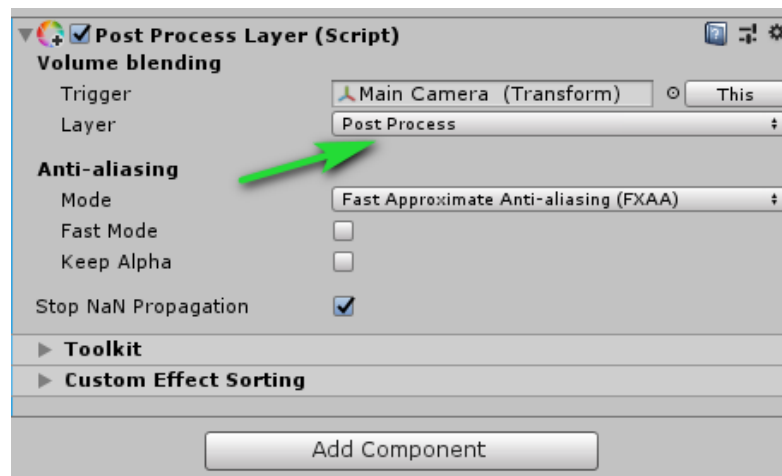 Post Process Layer (Script)
Volume blending
Trigger Main Camera (Transform) This
Layer Post Process
Anti-aliasing
Mode Fast Approximate Anti-aliasing (FXAA)
Fast Mode
Keep Alpha
Stop NaN Propagation
Toolkit
Custom Effect Sorting
Add Component